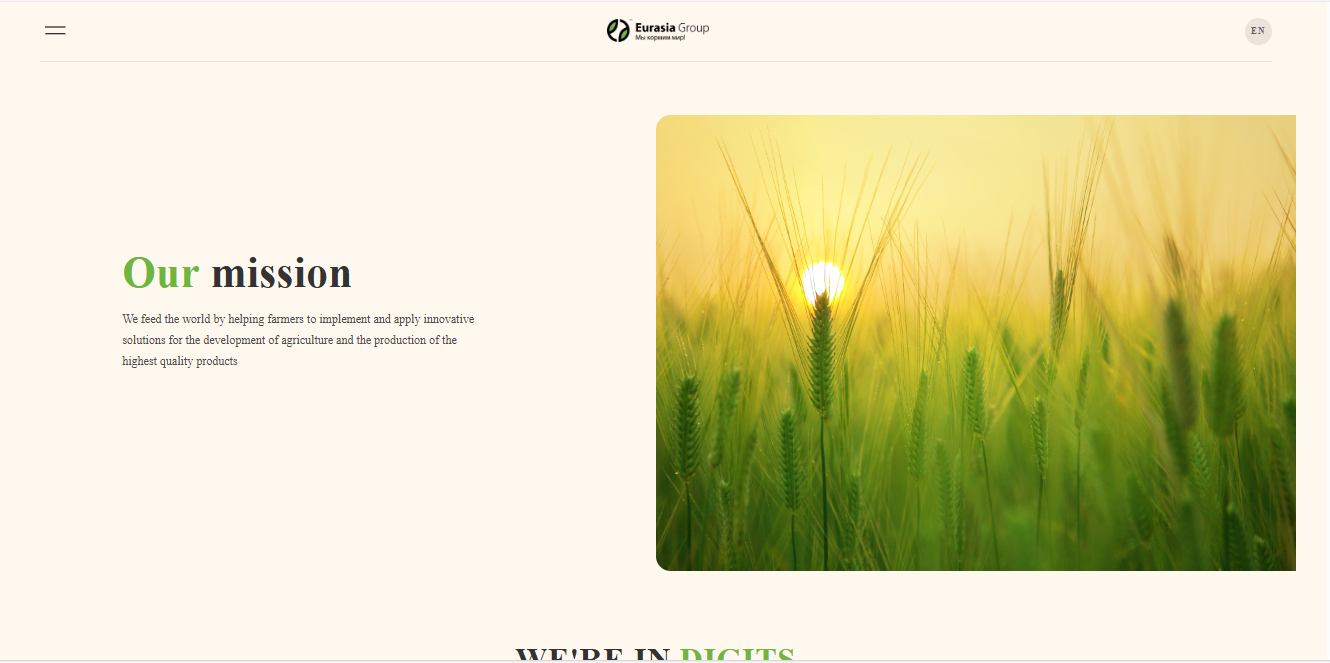 Eurasia Group
Мы кормим мир!
EN
Our mission
We feed the world by helping farmers to implement and apply innovative
solutions for the development of agriculture and the production of the
highest quality products
WE'RE IN DIGITS